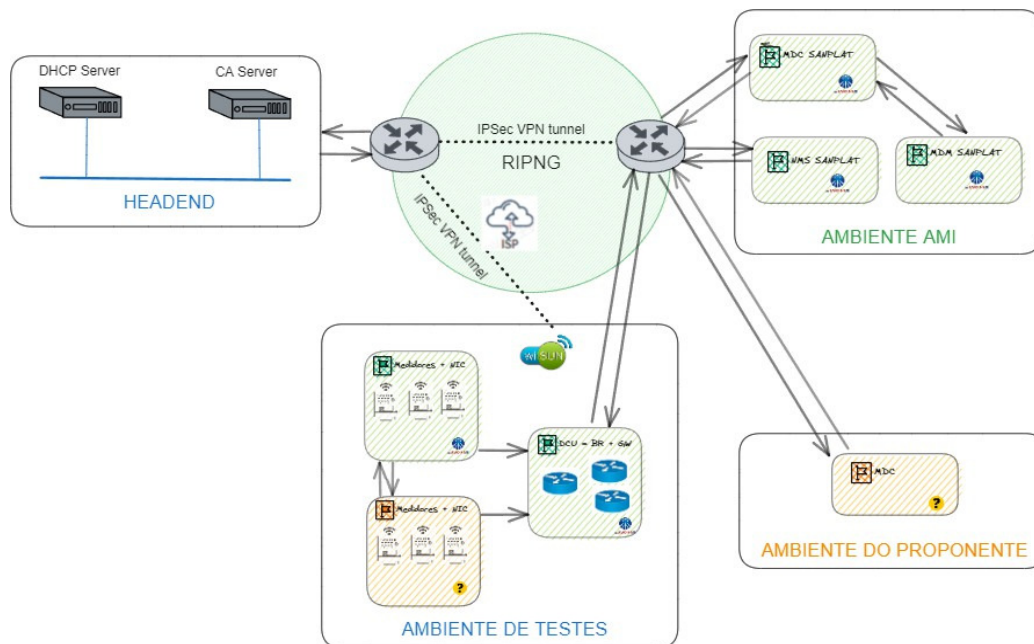 DHCP Server
CA Server
HEADEND
IPSec VPN tunnel
RIPNG
IPSec VPN tunnel
ISP
MDC SANPLAT
NMS SANPLAT
MDM SANPLAT
AMBIENTE AMI
Wi SUN
Medidores + NIC
DCU = BR + GW
Medidores + NIC
?
AMBIENTE DE TESTES
MDC
?
AMBIENTE DO PROPONENTE